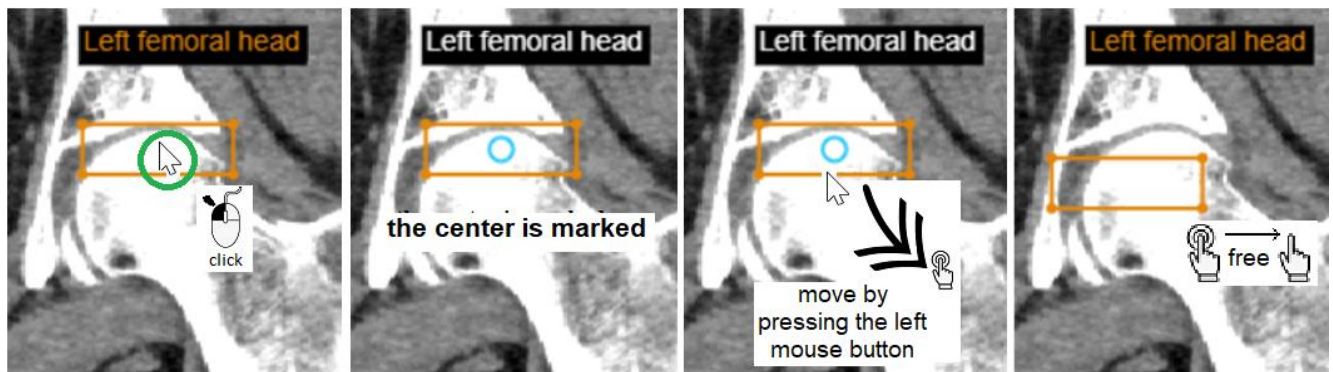 Left femoral head
click
Left femoral head
the center is marked
Left femoral head
move by
pressing the left
mouse button
Left femoral head
free